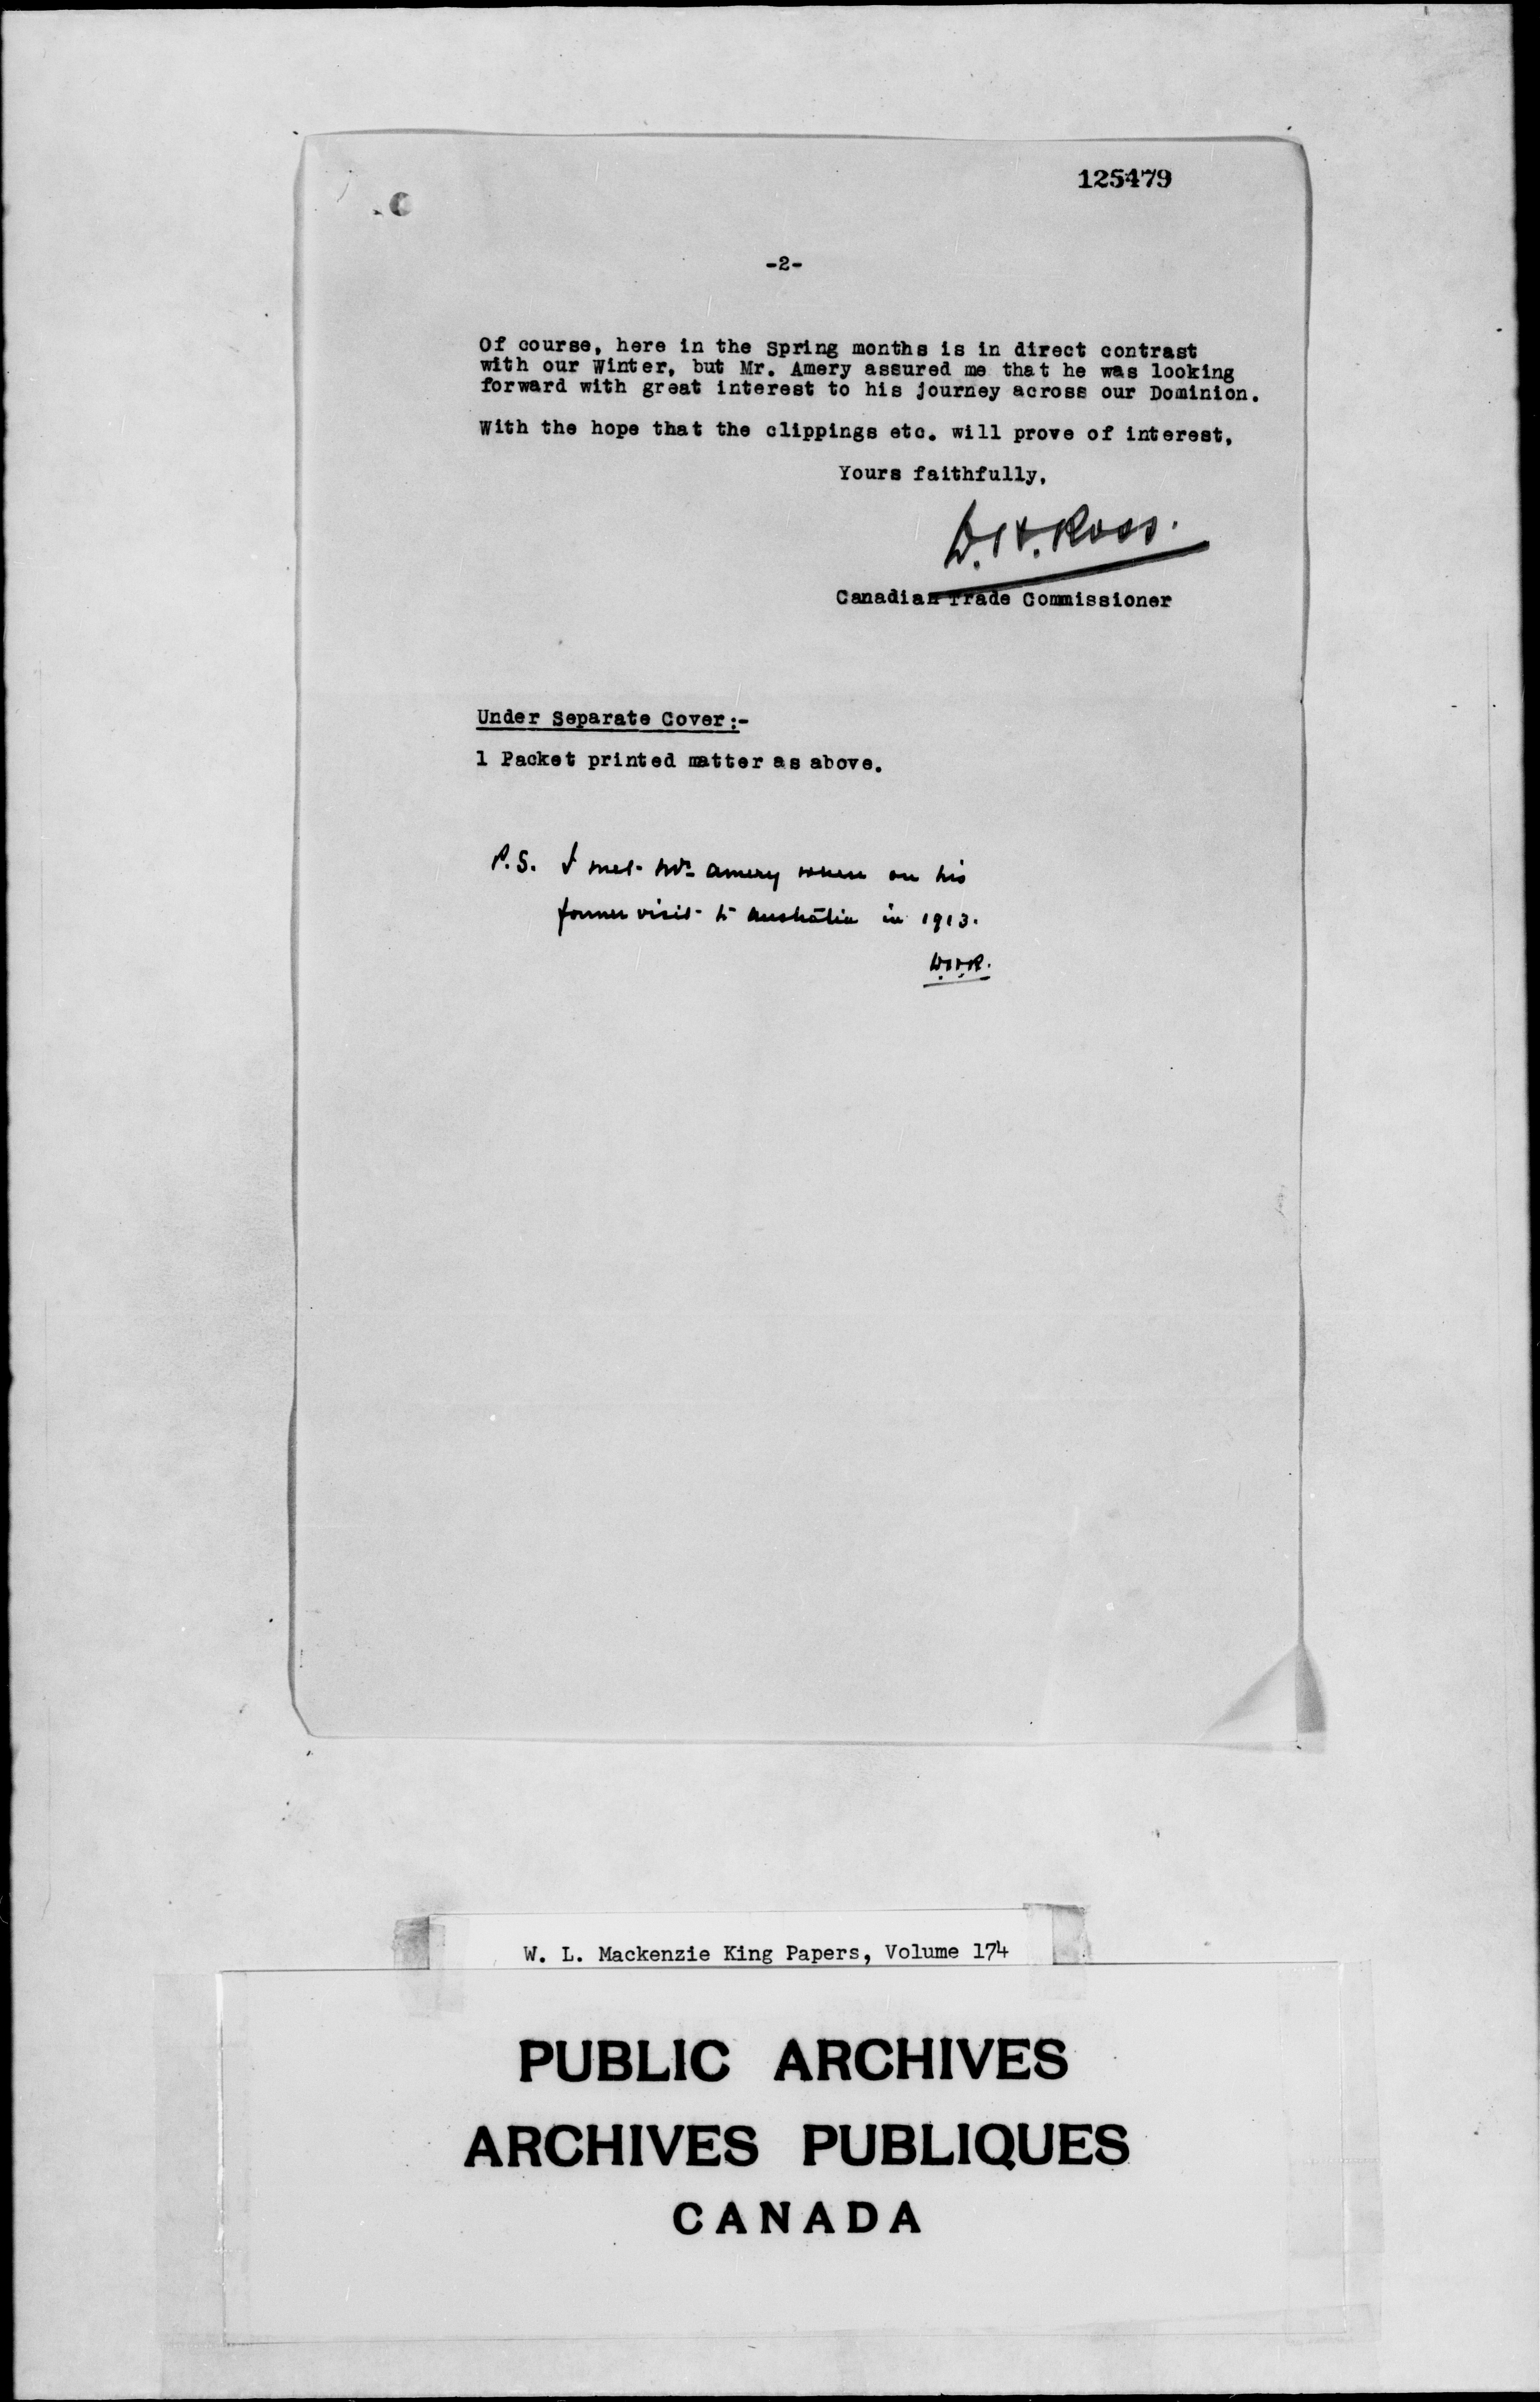 125479
-2-
Of course, here in the Spring months is in direct contrast
with our Winter, but Mr. Amery assured me that he was looking
forward with great interest to his journey across our Dominion.
With the hope that the clippings etc. will prove of interest,
Yours faithfully,
D.H. Ross.
Canadian Trade Commissioner
Under Separate Cover:-
1 Packet printed matter as above.
P.S. I met Mr. Amery when on his
former visit to Australia in 1913.
D.H.R.
W. L. Mackenzie King Papers, Volume 174
PUBLIC ARCHIVES
ARCHIVES PUBLIQUES
CANADA